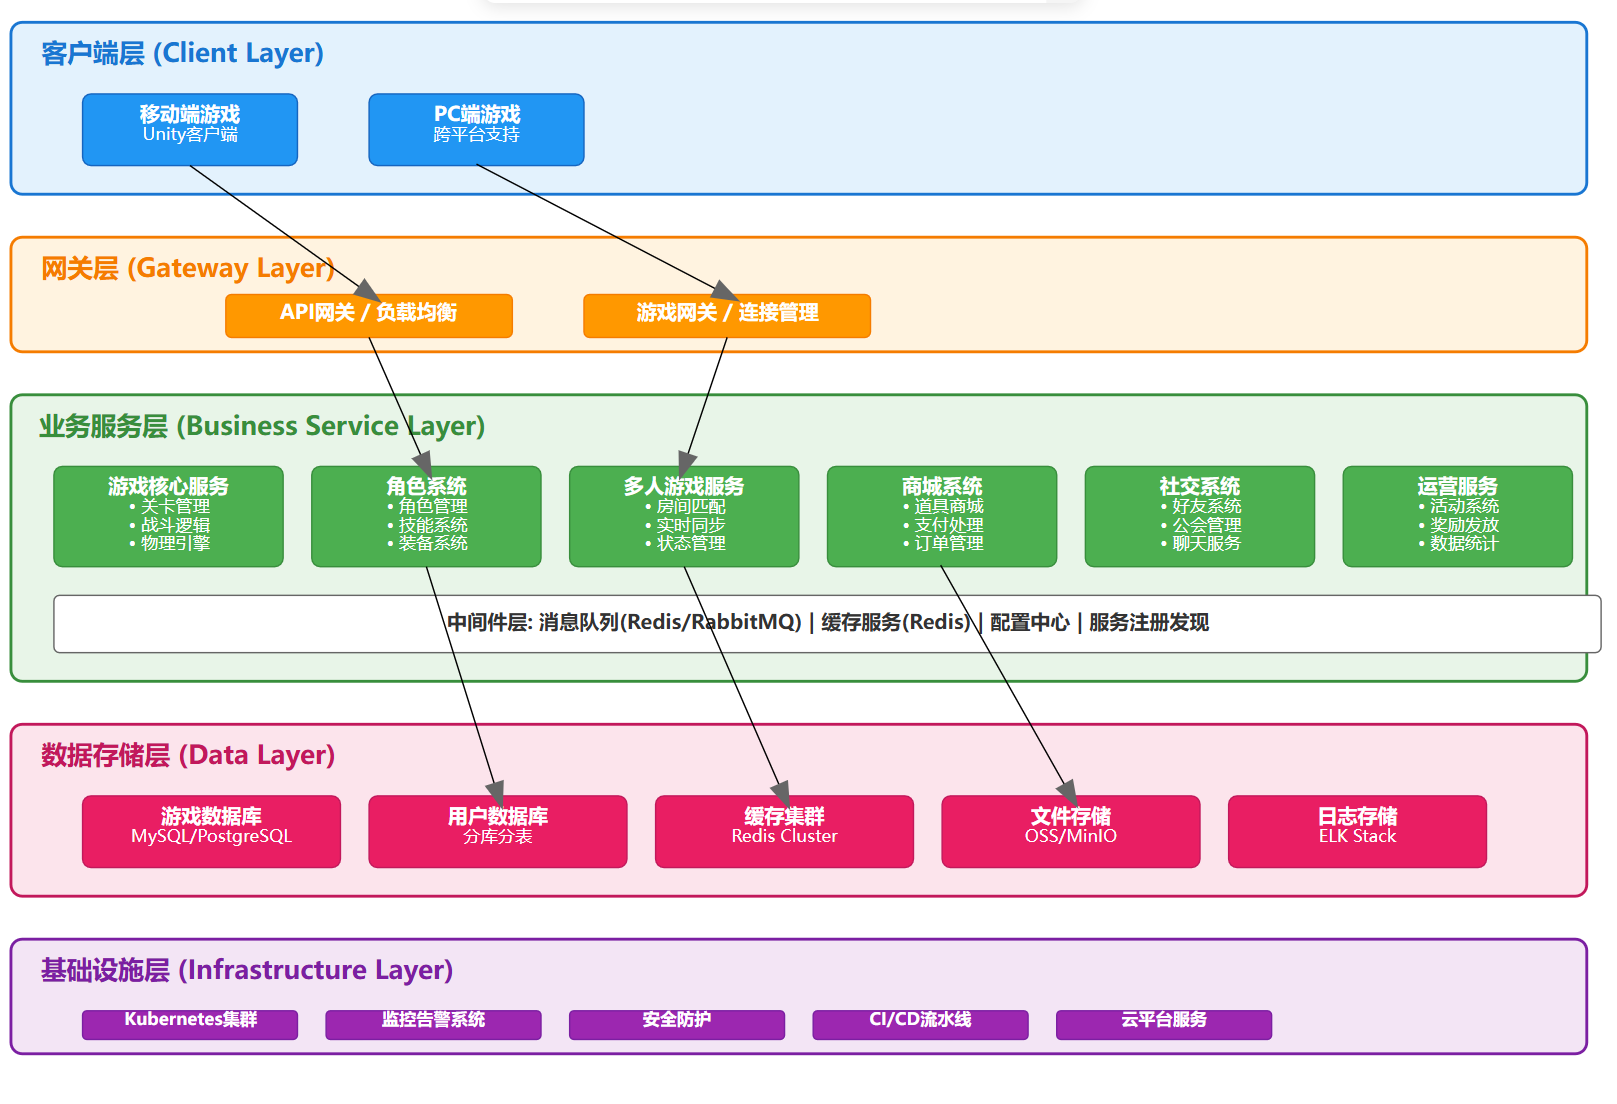 客户端层 (Client Layer)
移动端游戏
Unity客户端
PC端游戏
跨平台支持
网关层 (Gateway Layer)
API网关 / 负载均衡
游戏网关 / 连接管理
业务服务层 (Business Service Layer)
游戏核心服务
• 关卡管理
• 战斗逻辑
• 物理引擎
角色系统
• 角色管理
• 技能系统
• 装备系统
多人游戏服务
• 房间匹配
• 实时同步
• 状态管理
商城系统
• 道具商城
• 支付处理
• 订单管理
社交系统
• 好友系统
• 公会管理
• 聊天服务
运营服务
• 活动系统
• 奖励发放
• 数据统计
中间件层: 消息队列(Redis/RabbitMQ) | 缓存服务(Redis) | 配置中心 | 服务注册发现
数据存储层 (Data Layer)
游戏数据库
MySQL/PostgreSQL
用户数据库
分库分表
缓存集群
Redis Cluster
文件存储
OSS/MinIO
日志存储
ELK Stack
基础设施层 (Infrastructure Layer)
Kubernetes集群
监控告警系统
安全防护
CI/CD流水线
云平台服务